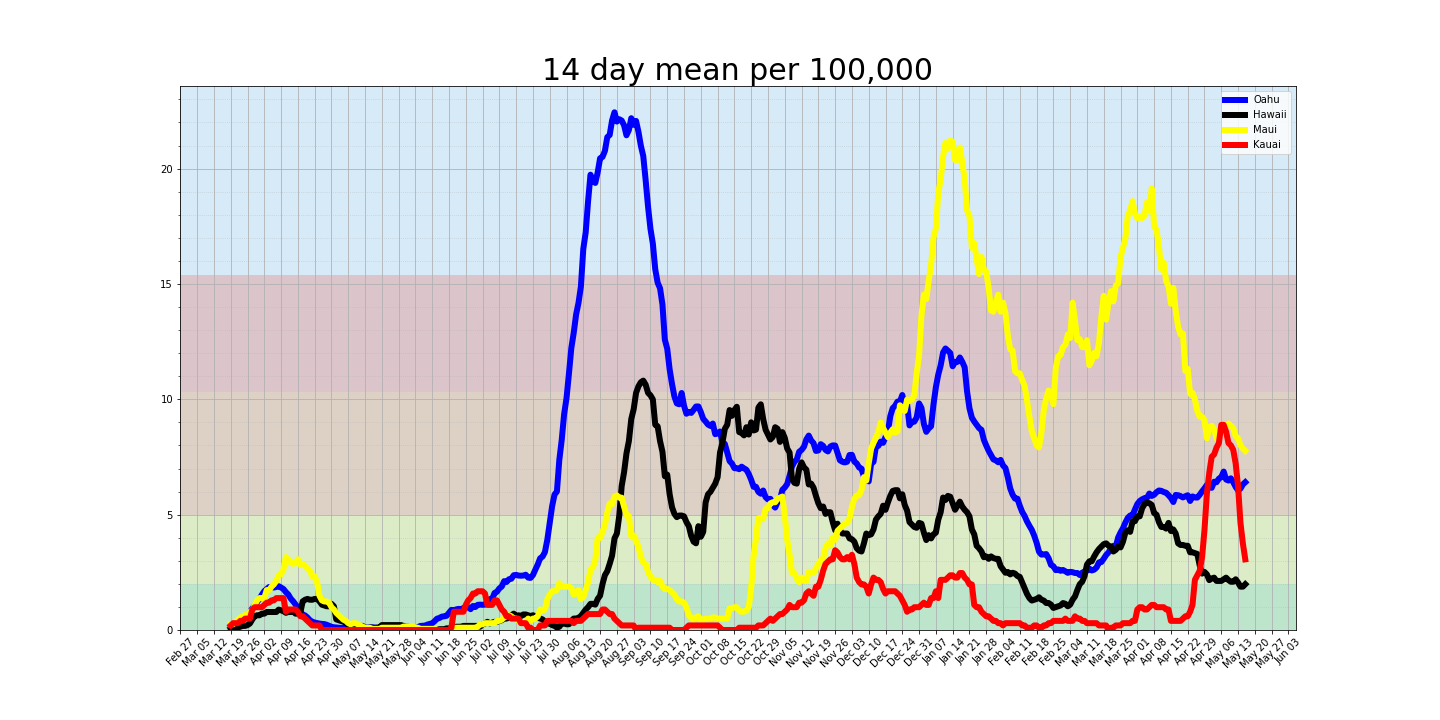 14 day mean per 100,000
Oahu
Hawaii
Maui
Kauai
20
15
10
5
0
Feb 27
Mar 05
Mar 12
Mar 19
Mar 26
Apr 02
Apr 09
Apr 16
Apr 23
Apr 30
May 07
May 14
May 21
May 28
Jun 04
Jun 11
Jun 18
Jun 25
Jul 02
Jul 09
Jul 16
Jul 23
Jul 30
Aug 06
Aug 13
Aug 20
Aug 27
Sep 03
Sep 10
Sep 17
Sep 24
Oct 01
Oct 08
Oct 15
Oct 22
Oct 29
Nov 05
Nov 12
Nov 19
Nov 26
Dec 03
Dec 10
Dec 17
Dec 24
Dec 31
Jan 07
Jan 14
Jan 21
Jan 28
Feb 04
Feb 11
Feb 18
Feb 25
Mar 04
Mar 11
Mar 18
Mar 25
Apr 01
Apr 08
Apr 15
Apr 22
Apr 29
May 06
May 13
May 20
May 27
Jun 03